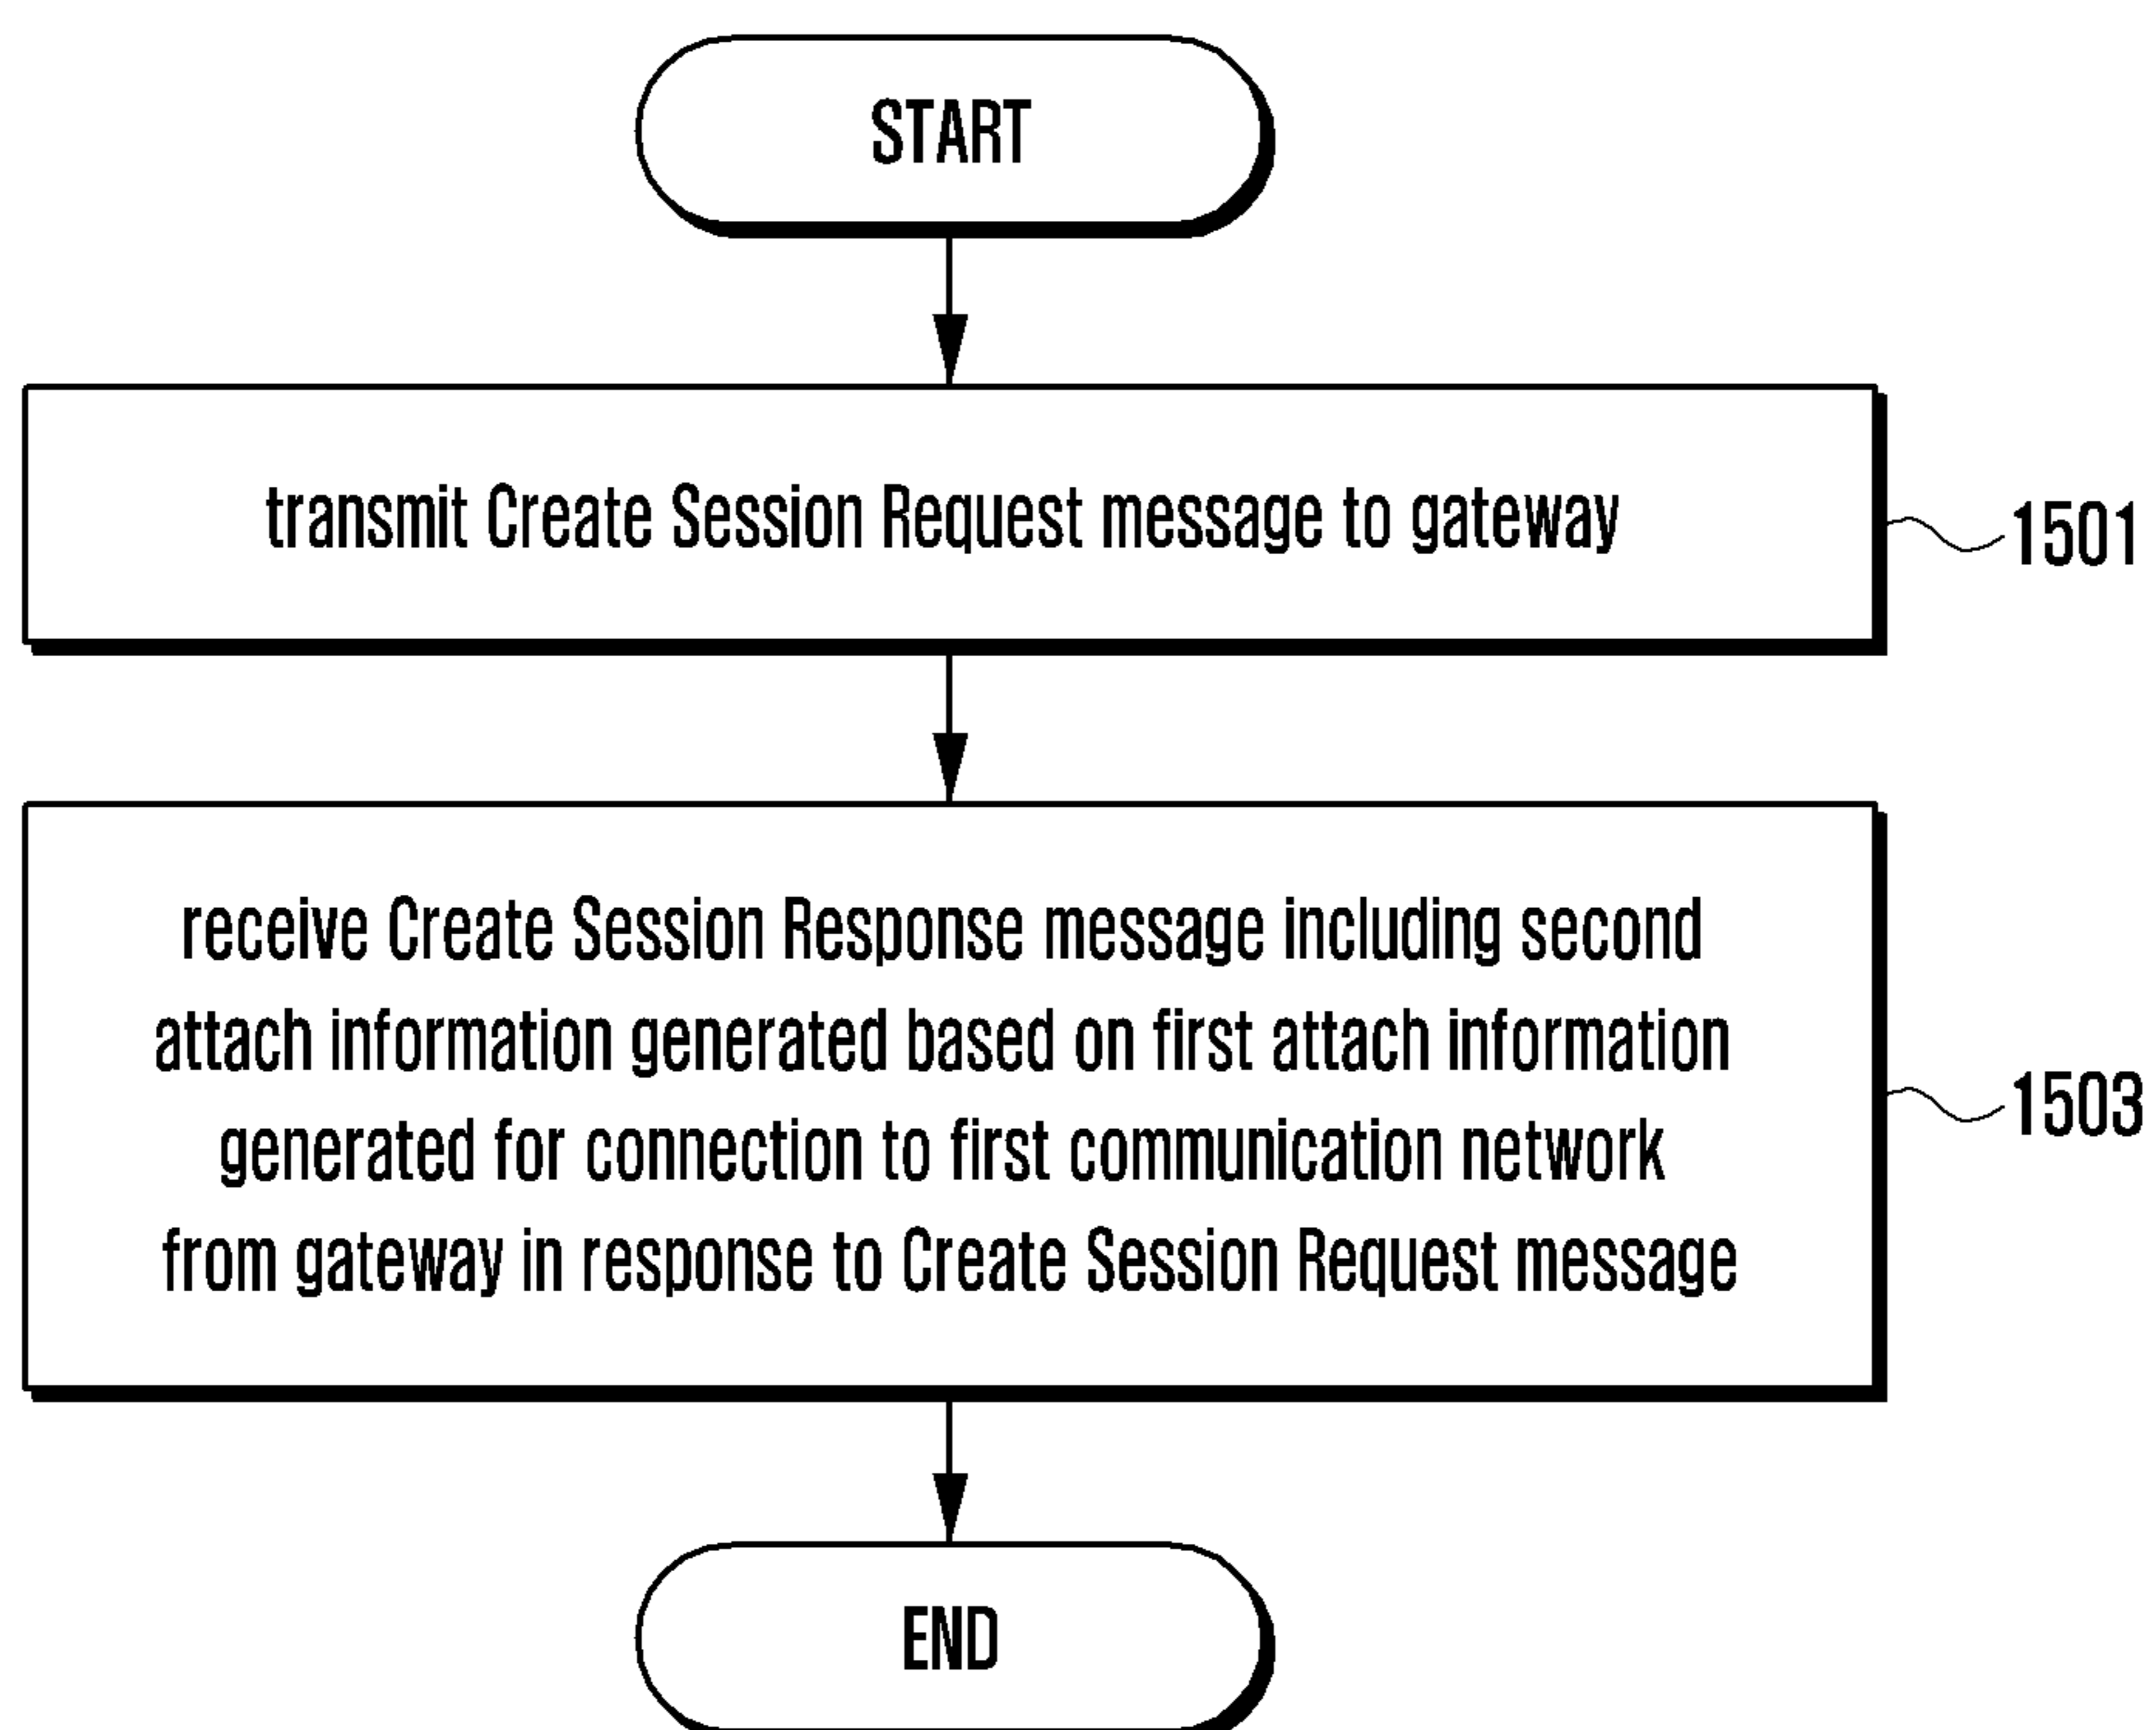 START
transmit Create Session Request message to gateway
1501
receive Create Session Response message including second
attach information generated based on first attach information
generated for connection to first communication network
from gateway in response to Create Session Request message
1503
END